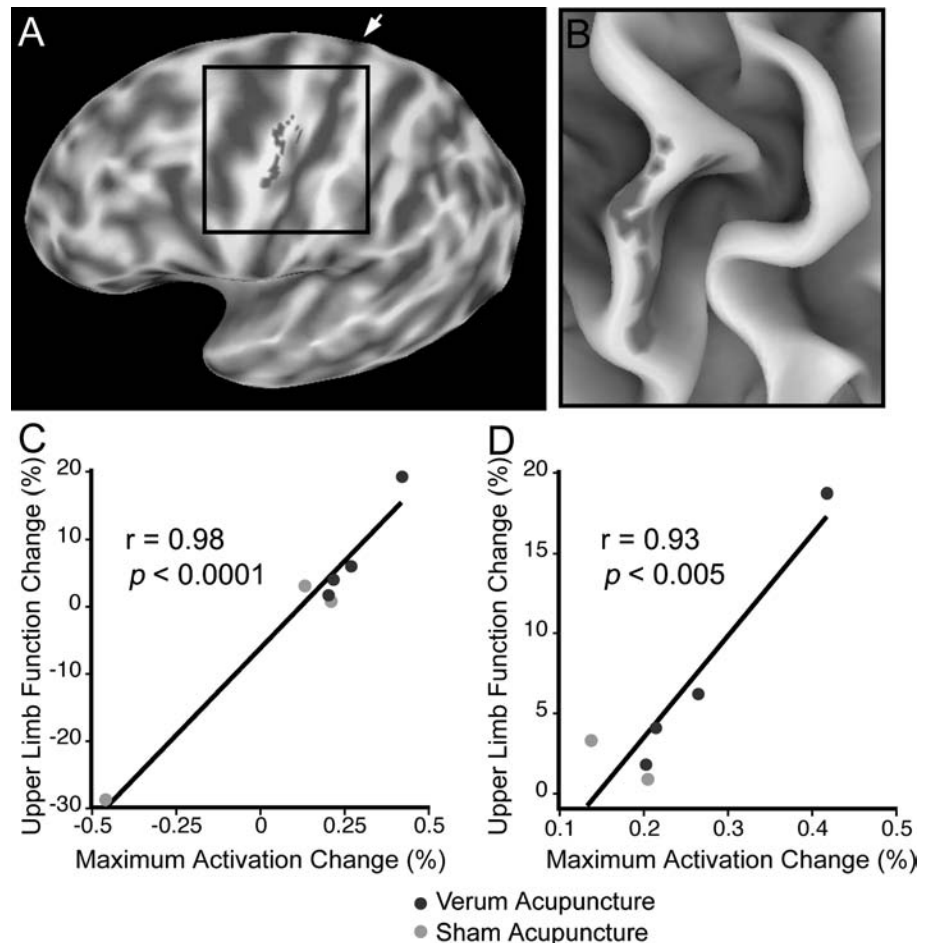 A
B
C
Upper Limb Function Change (%)
20
10
0
-10
-20
-30
r = 0.98
p < 0.0001
-0.5
0
0.25
0.5
Maximum Activation Change (%)
D
Upper Limb Function Change (%)
20
15
10
5
0
r = 0.93
p < 0.005
0.1
0.2
0.3
0.4
0.5
Maximum Activation Change (%)
Verum Acupuncture
Sham Acupuncture